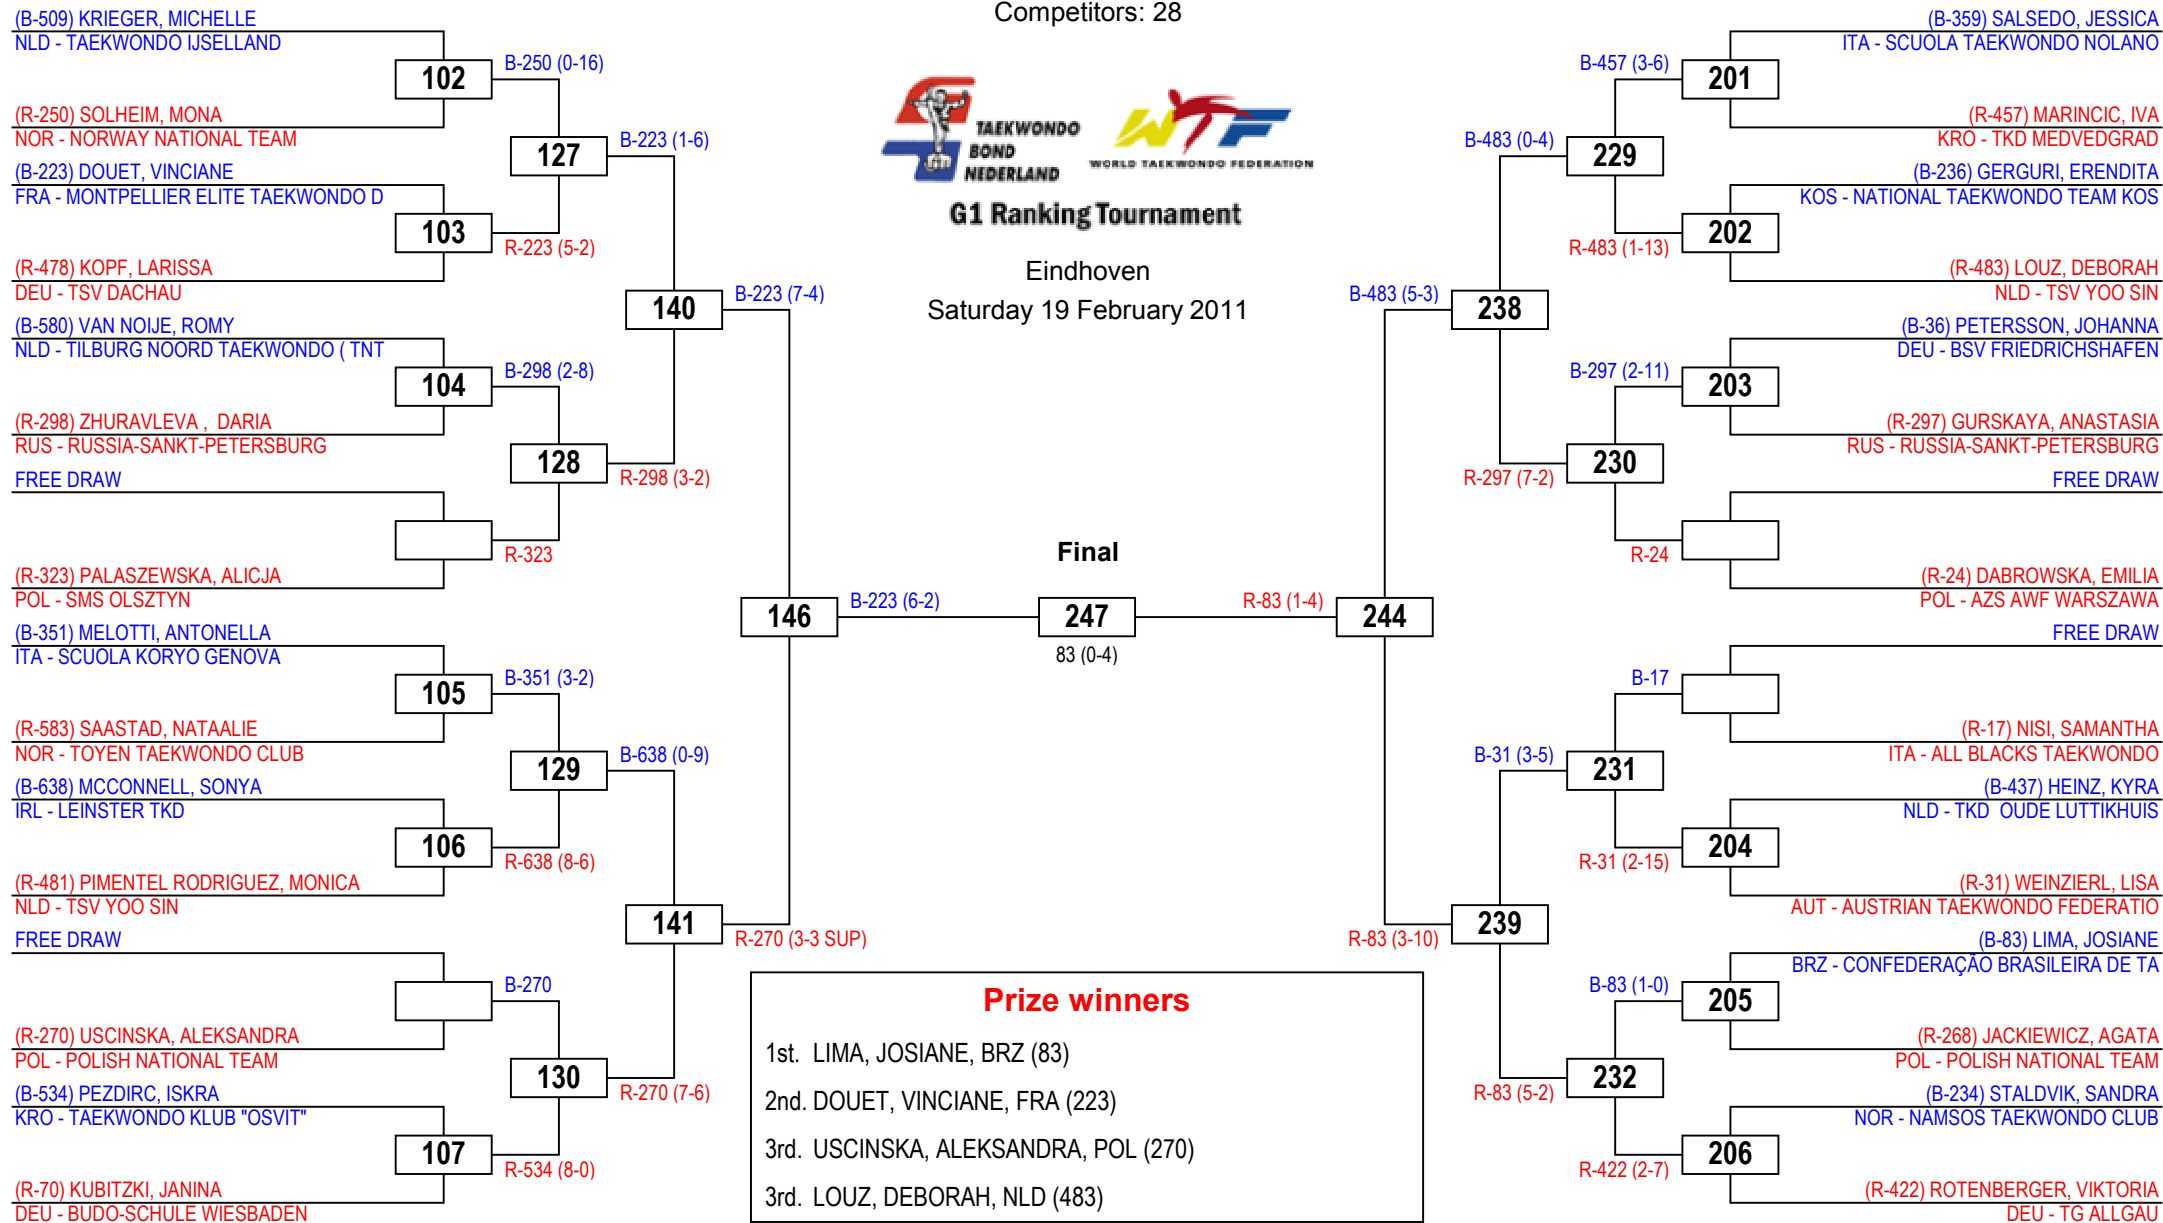 Competitors: 28
TAEKWONDO
BOND
NEDERLAND
WTF
WORLD TAEKWONDO FEDERATION
G1 Ranking Tournament
Eindhoven
Saturday 19 February 2011
(B-509) KRIEGER, MICHELLE
NLD - TAEKWONDO IJSELLAND
102
B-250 (0-16)
(R-250) SOLHEIM, MONA
NOR - NORWAY NATIONAL TEAM
127
B-223 (1-6)
(B-223) DOUET, VINCIANE
FRA - MONTPELLIER ELITE TAEKWONDO D
103
R-223 (5-2)
(R-478) KOPF, LARISSA
DEU - TSV DACHAU
140
B-223 (7-4)
(B-580) VAN NOIJE, ROMY
NLD - TILBURG NOORD TAEKWONDO ( TNT
104
B-298 (2-8)
(R-298) ZHURAVLEVA , DARIA
RUS - RUSSIA-SANKT-PETERSBURG
128
R-298 (3-2)
FREE DRAW
R-323
(R-323) PALASZEWSKA, ALICJA
POL - SMS OLSZTYN
146
B-223 (6-2)
(B-351) MELOTTI, ANTONELLA
ITA - SCUOLA KORYO GENOVA
105
B-351 (3-2)
(R-583) SAASTAD, NATAALIE
NOR - TOYEN TAEKWONDO CLUB
129
B-638 (0-9)
(B-638) MCCONNELL, SONYA
IRL - LEINSTER TKD
106
R-638 (8-6)
(R-481) PIMENTEL RODRIGUEZ, MONICA
NLD - TSV YOO SIN
141
R-270 (3-3 SUP)
FREE DRAW
B-270
(R-270) USCINSKA, ALEKSANDRA
POL - POLISH NATIONAL TEAM
130
R-270 (7-6)
(B-534) PEZDIRC, ISKRA
KRO - TAEKWONDO KLUB "OSVIT"
107
R-534 (8-0)
(R-70) KUBITZKI, JANINA
DEU - BUDO-SCHULE WIESBADEN
Final
247
83 (0-4)
(B-359) SALSEDO, JESSICA
ITA - SCUOLA TAEKWONDO NOLANO
B-457 (3-6)
201
(R-457) MARINCIC, IVA
KRO - TKD MEDVEDGRAD
B-483 (0-4)
229
(B-236) GERGURI, ERENDITA
KOS - NATIONAL TAEKWONDO TEAM KOS
202
R-483 (1-13)
(R-483) LOUZ, DEBORAH
NLD - TSV YOO SIN
B-483 (5-3)
238
(B-36) PETERSSON, JOHANNA
DEU - BSV FRIEDRICHSHAFEN
B-297 (2-11)
203
(R-297) GURSKAYA, ANASTASIA
RUS - RUSSIA-SANKT-PETERSBURG
230
R-297 (7-2)
FREE DRAW
R-24
(R-24) DABROWSKA, EMILIA
POL - AZS AWF WARSZAWA
R-83 (1-4)
244
FREE DRAW
B-17
(R-17) NISI, SAMANTHA
ITA - ALL BLACKS TAEKWONDO
B-31 (3-5)
231
(B-437) HEINZ, KYRA
NLD - TKD OUDE LUTTIKHUIS
204
R-31 (2-15)
(R-31) WEINZIERL, LISA
AUT - AUSTRIAN TAEKWONDO FEDERATIO
239
R-83 (3-10)
(B-83) LIMA, JOSIANE
BRZ - CONFEDERAÇÃO BRASILEIRA DE TA
B-83 (1-0)
205
(R-268) JACKIEWICZ, AGATA
POL - POLISH NATIONAL TEAM
232
R-83 (5-2)
(B-234) STALDVIK, SANDRA
NOR - NAMSOS TAEKWONDO CLUB
206
R-422 (2-7)
(R-422) ROTENBERGER, VIKTORIA
DEU - TG ALLGÄU
Prize winners
1st. LIMA, JOSIANE, BRZ (83)
2nd. DOUET, VINCIANE, FRA (223)
3rd. USCINSKA, ALEKSANDRA, POL (270)
3rd. LOUZ, DEBORAH, NLD (483)